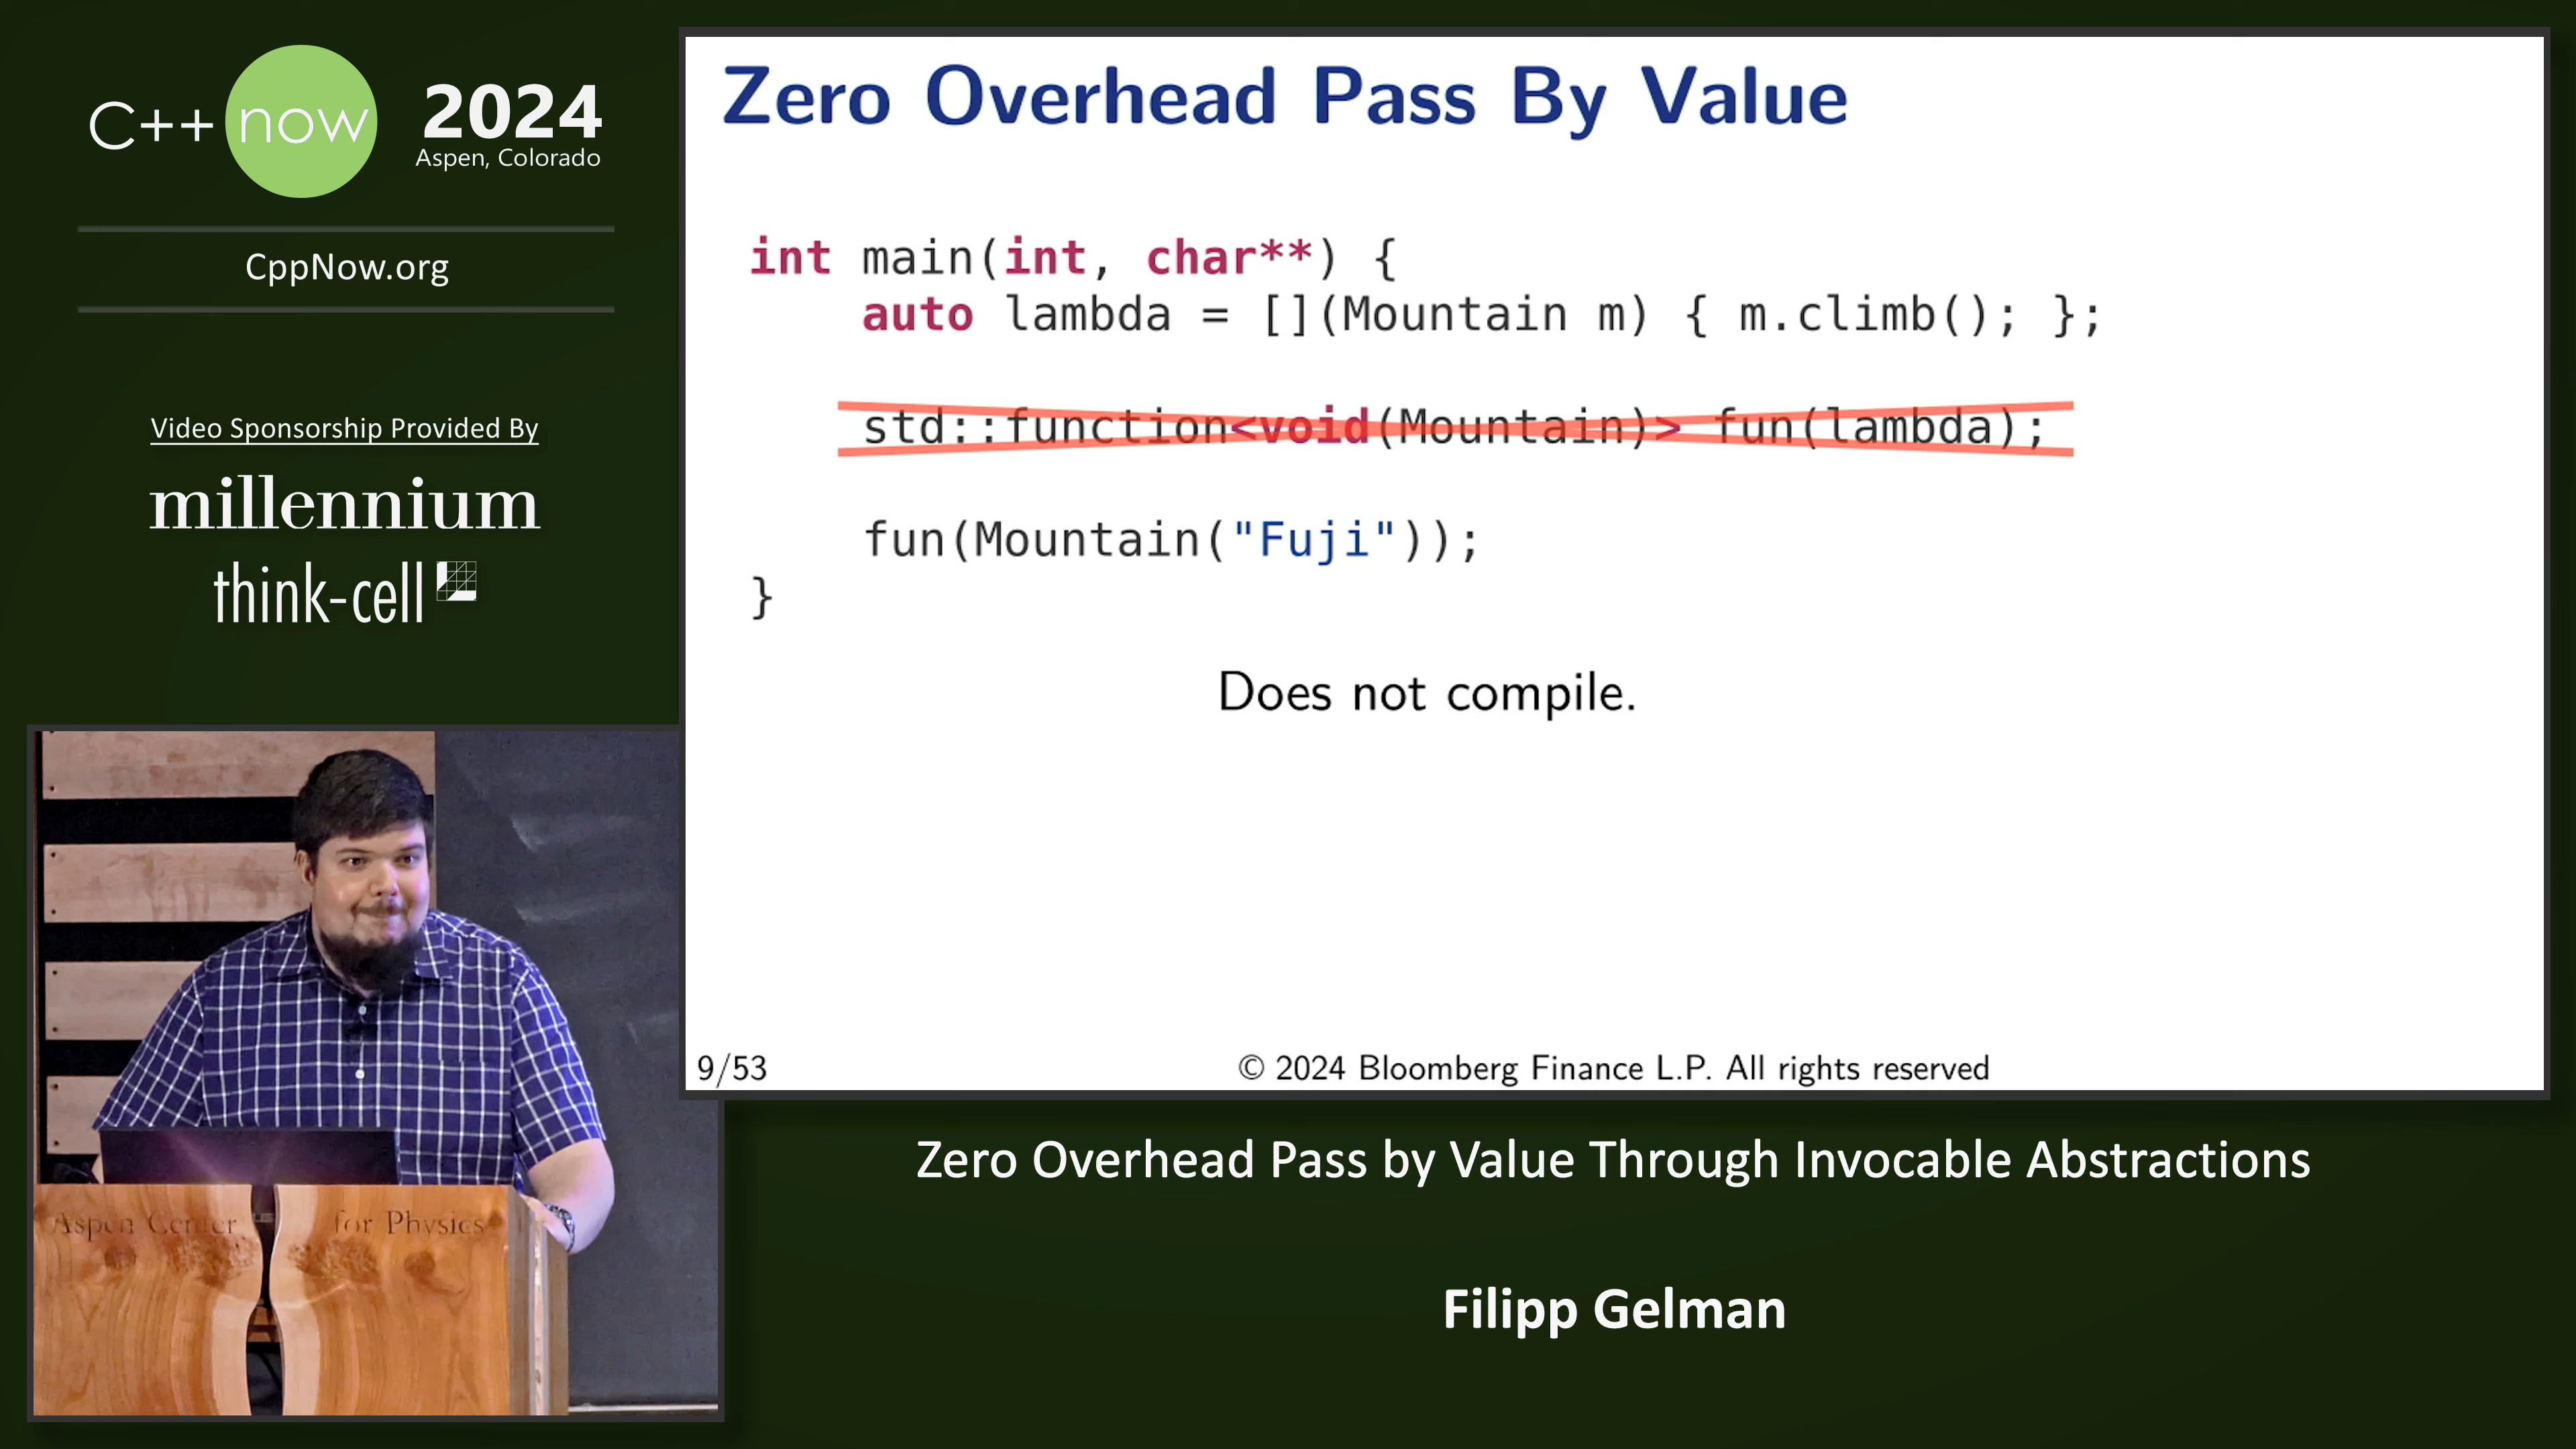 C++ now 2024
Aspen, Colorado
CppNow.org
Video Sponsorship Provided By
millennium
think-cell
Zero Overhead Pass By Value
int main(int, char**) {
auto lambda = [](Mountain m) { m.climb(); };
std::function<void(Mountain)> fun(lambda);
fun(Mountain("Fuji"));
}
Does not compile.
9/53
© 2024 Bloomberg Finance L.P. All rights reserved
Aspen Center for Physics
Zero Overhead Pass by Value Through Invocable Abstractions
Filipp Gelman